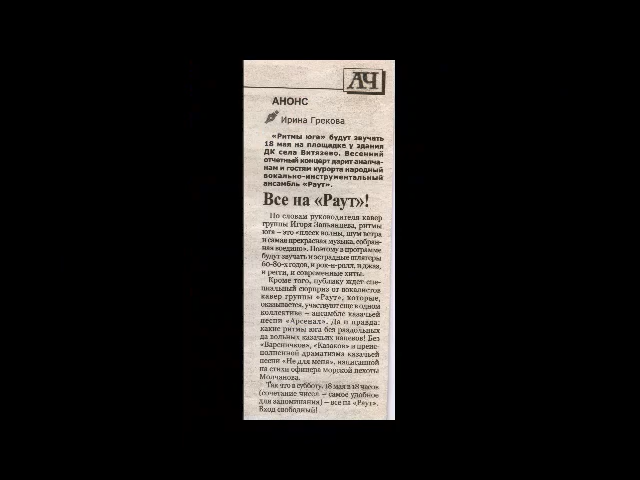 АЧ
АНОНС
Ирина Грекова
«Ритмы юга» будут звучать
18 мая на площадке у здания
ДК села Витязево. Весенний
отчетный концерт дарит анапча-
нам и гостям курорта народный
вокально-инструментальный
ансамбль «Раут».
Все на «Раут»!
По словам руководителя кавер
группы Игоря ритмы
юга – это «плеск волны, шум ветра
и самая прекрасная музыка, собран-
ная воедино». Поэтому в программе
будут звучать и эстрадные шлягеры
60-80-х годов, и рок-н-ролл, и джаз,
и регги, и современные хиты.
Кроме того, публику ждет спе-
циальный сюрприз от вокалистов
кавер группы «Раут», которые,
оказывается, участвуют еще в одном
коллективе – ансамбле казачьей
песни «Арсенал». Да и правда:
какие ритмы юга без раздольных
да вольных казачьих напевов! Без
«Вареничков», «Казаков» и преис-
полненной драматизма казачьей
песни «Не для меня», написанной
на стихи офицера морской пехоты
Молчанова.
Так что в субботу, 18 мая в 18 часов
(сочетание чисел – самое удобное
для запоминания) – все на «Раут».
Вход свободный!